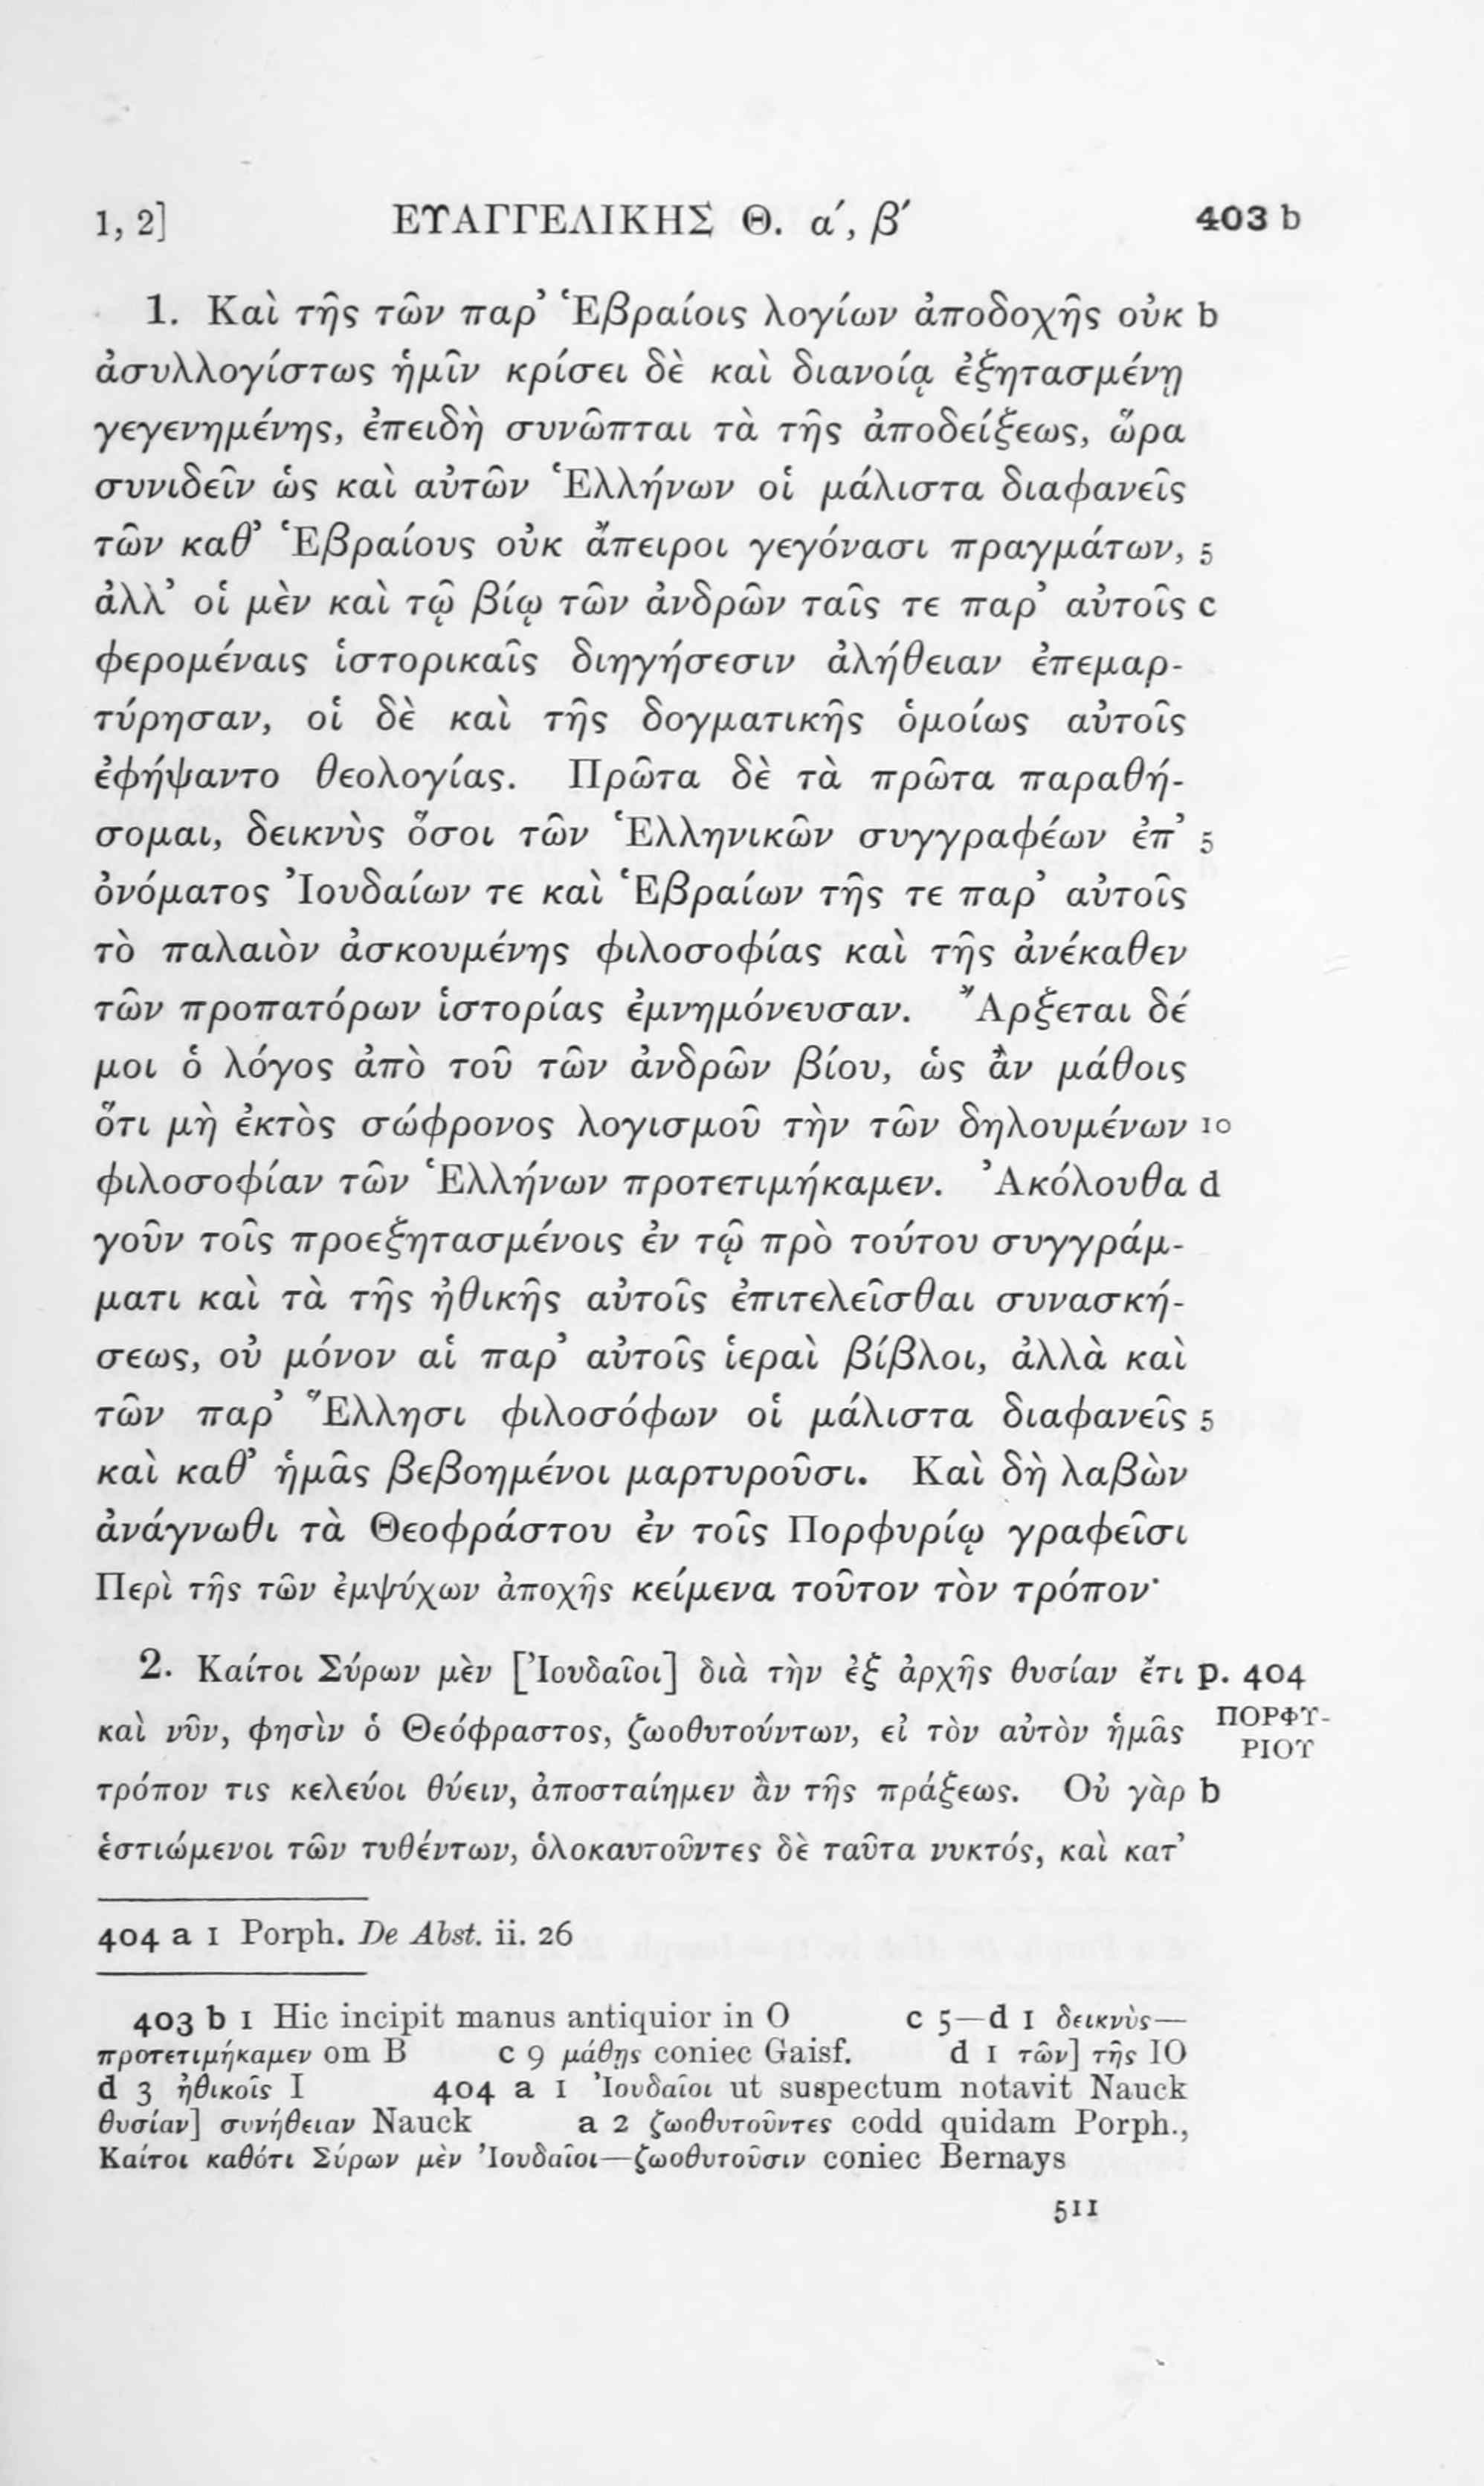 1, 2] ΕΥΑΓΓΕΛΙΚΗΣ Θ. α΄, β΄ 403 b
1. Καὶ τῆς τῶν παρ’ Ἑβραίοις λογίων ἀποδοχῆς οὐκ b
ἀσυλλογίστως ἡμῖν κρίσει δὲ καὶ διανοίᾳ ἐξητασμένῃ
γεγενημένης, ἐπειδὴ συνῶπται τὰ τῆς ἀποδείξεως, ὥρα
συνιδεῖν ὡς καὶ αὐτῶν Ἑλλήνων οἱ μάλιστα διαφανεῖς
τῶν καθ’ Ἑβραίους οὐκ ἄπειροι γεγόνασι πραγμάτων, 5
ἀλλ’ οἱ μὲν καὶ τῷ βίῳ τῶν ἀνδρῶν ταῖς τε παρ’ αὐτοῖς c
φερομέναις ἱστορικαῖς διηγήσεσιν ἀλήθειαν ἐπεμαρ-
τύρησαν, οἱ δὲ καὶ τῆς δογματικῆς ὁμοίως αὐτοῖς
ἐφήψαντο θεολογίας. Πρῶτα δὲ τὰ πρῶτα παραθή-
σομαι, δεικνὺς ὅσοι τῶν Ἑλληνικῶν συγγραφέων ἐπ’ 5
ὀνόματος Ἰουδαίων τε καὶ Ἑβραίων τῆς τε παρ’ αὐτοῖς
τὸ παλαιὸν ἀσκουμένης φιλοσοφίας καὶ τῆς ἀνέκαθεν
τῶν προπατόρων ἱστορίας ἐμνημόνευσαν. Ἄρξεται δέ
μοι ὁ λόγος ἀπὸ τοῦ τῶν ἀνδρῶν βίου, ὡς ἂν μάθοις
ὅτι μὴ ἐκτὸς σώφρονος λογισμοῦ τὴν τῶν δηλουμένων 10
φιλοσοφίαν τῶν Ἑλλήνων προτετιμήκαμεν. Ἀκόλουθα d
γοῦν τοῖς προεξητασμένοις ἐν τῷ πρὸ τούτου συγγράμ-
ματι καὶ τὰ τῆς ἠθικῆς αὐτοῖς ἐπιτελεῖσθαι συνασκή-
σεως, οὐ μόνον αἱ παρ’ αὐτοῖς ἱεραὶ βίβλοι, ἀλλὰ καὶ
τῶν παρ’ Ἕλλησι φιλοσόφων οἱ μάλιστα διαφανεῖς 5
καὶ καθ’ ἡμᾶς βεβοημένοι μαρτυροῦσι. Καὶ δὴ λαβὼν
ἀνάγνωθι τὰ Θεοφράστου ἐν τοῖς Πορφυρίῳ γραφεῖσι
Περὶ τῆς τῶν ἐμψύχων ἀποχῆς κείμενα τοῦτον τὸν τρόπον·
2. Καίτοι Σύρων μὲν [Ἰουδαῖοι] διὰ τὴν ἐξ ἀρχῆς θυσίαν ἔτι p. 404
καὶ νῦν, φησὶν ὁ Θεόφραστος, ζωοθυτούντων, εἰ τὸν αὐτὸν ἡμᾶς ΠΟΡΦΥ-
ΡΙΟΥ
τρόπον τις κελεύοι θύειν, ἀποσταίημεν ἂν τῆς πράξεως. Οὐ γὰρ b
ἑστιώμενοι τῶν τυθέντων, ὁλοκαυτοῦντες δὲ ταῦτα νυκτός, καὶ κατ’
404 a 1 Porph. De Abst. ii. 26
403 b 1 Hic incipit manus antiquior in O c 5—d 1 δεικνὺς—
προτετιμήκαμεν om B c 9 μάθῃς coniec Gaisf. d 1 τῶν] τῆς IO
d 3 ἠθικοῖς I 404 a 1 Ἰουδαῖοι ut suspectum notavit Nauck
θυσίαν] συνήθειαν Nauck a 2 ζωοθυτοῦντες codd quidam Porph.,
Καίτοι καθότι Σύρων μὲν Ἰουδαῖοι—ζωοθυτοῦσιν coniec Bernays
511